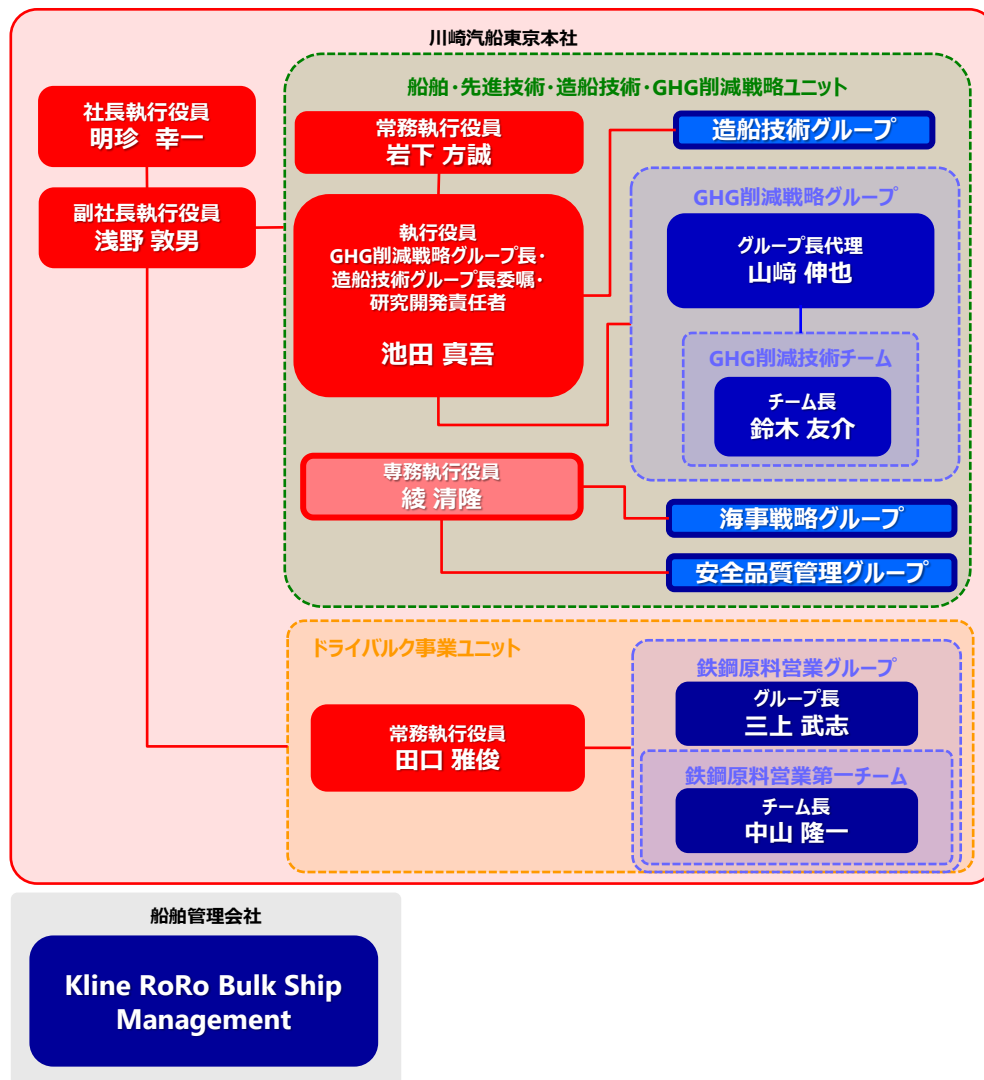 川崎汽船東京本社
社長執行役員
明珍 幸一
副社長執行役員
浅野 敦男
船舶・先進技術・造船技術・GHG削減戦略ユニット
常務執行役員
岩下 方誠
執行役員
GHG削減戦略グループ長・
造船技術グループ長委嘱・
研究開発責任者
池田 真吾
造船技術グループ
GHG削減戦略グループ
グループ長代理
山﨑 伸也
GHG削減技術チーム
チーム長
鈴木 友介
専務執行役員
綾 清隆
海事戦略グループ
安全品質管理グループ
ドライバルク事業ユニット
常務執行役員
田口 雅俊
鉄鋼原料営業グループ
グループ長
三上 武志
鉄鋼原料営業第一チーム
チーム長
中山 隆一
船舶管理会社
Kline RoRo Bulk Ship
Management